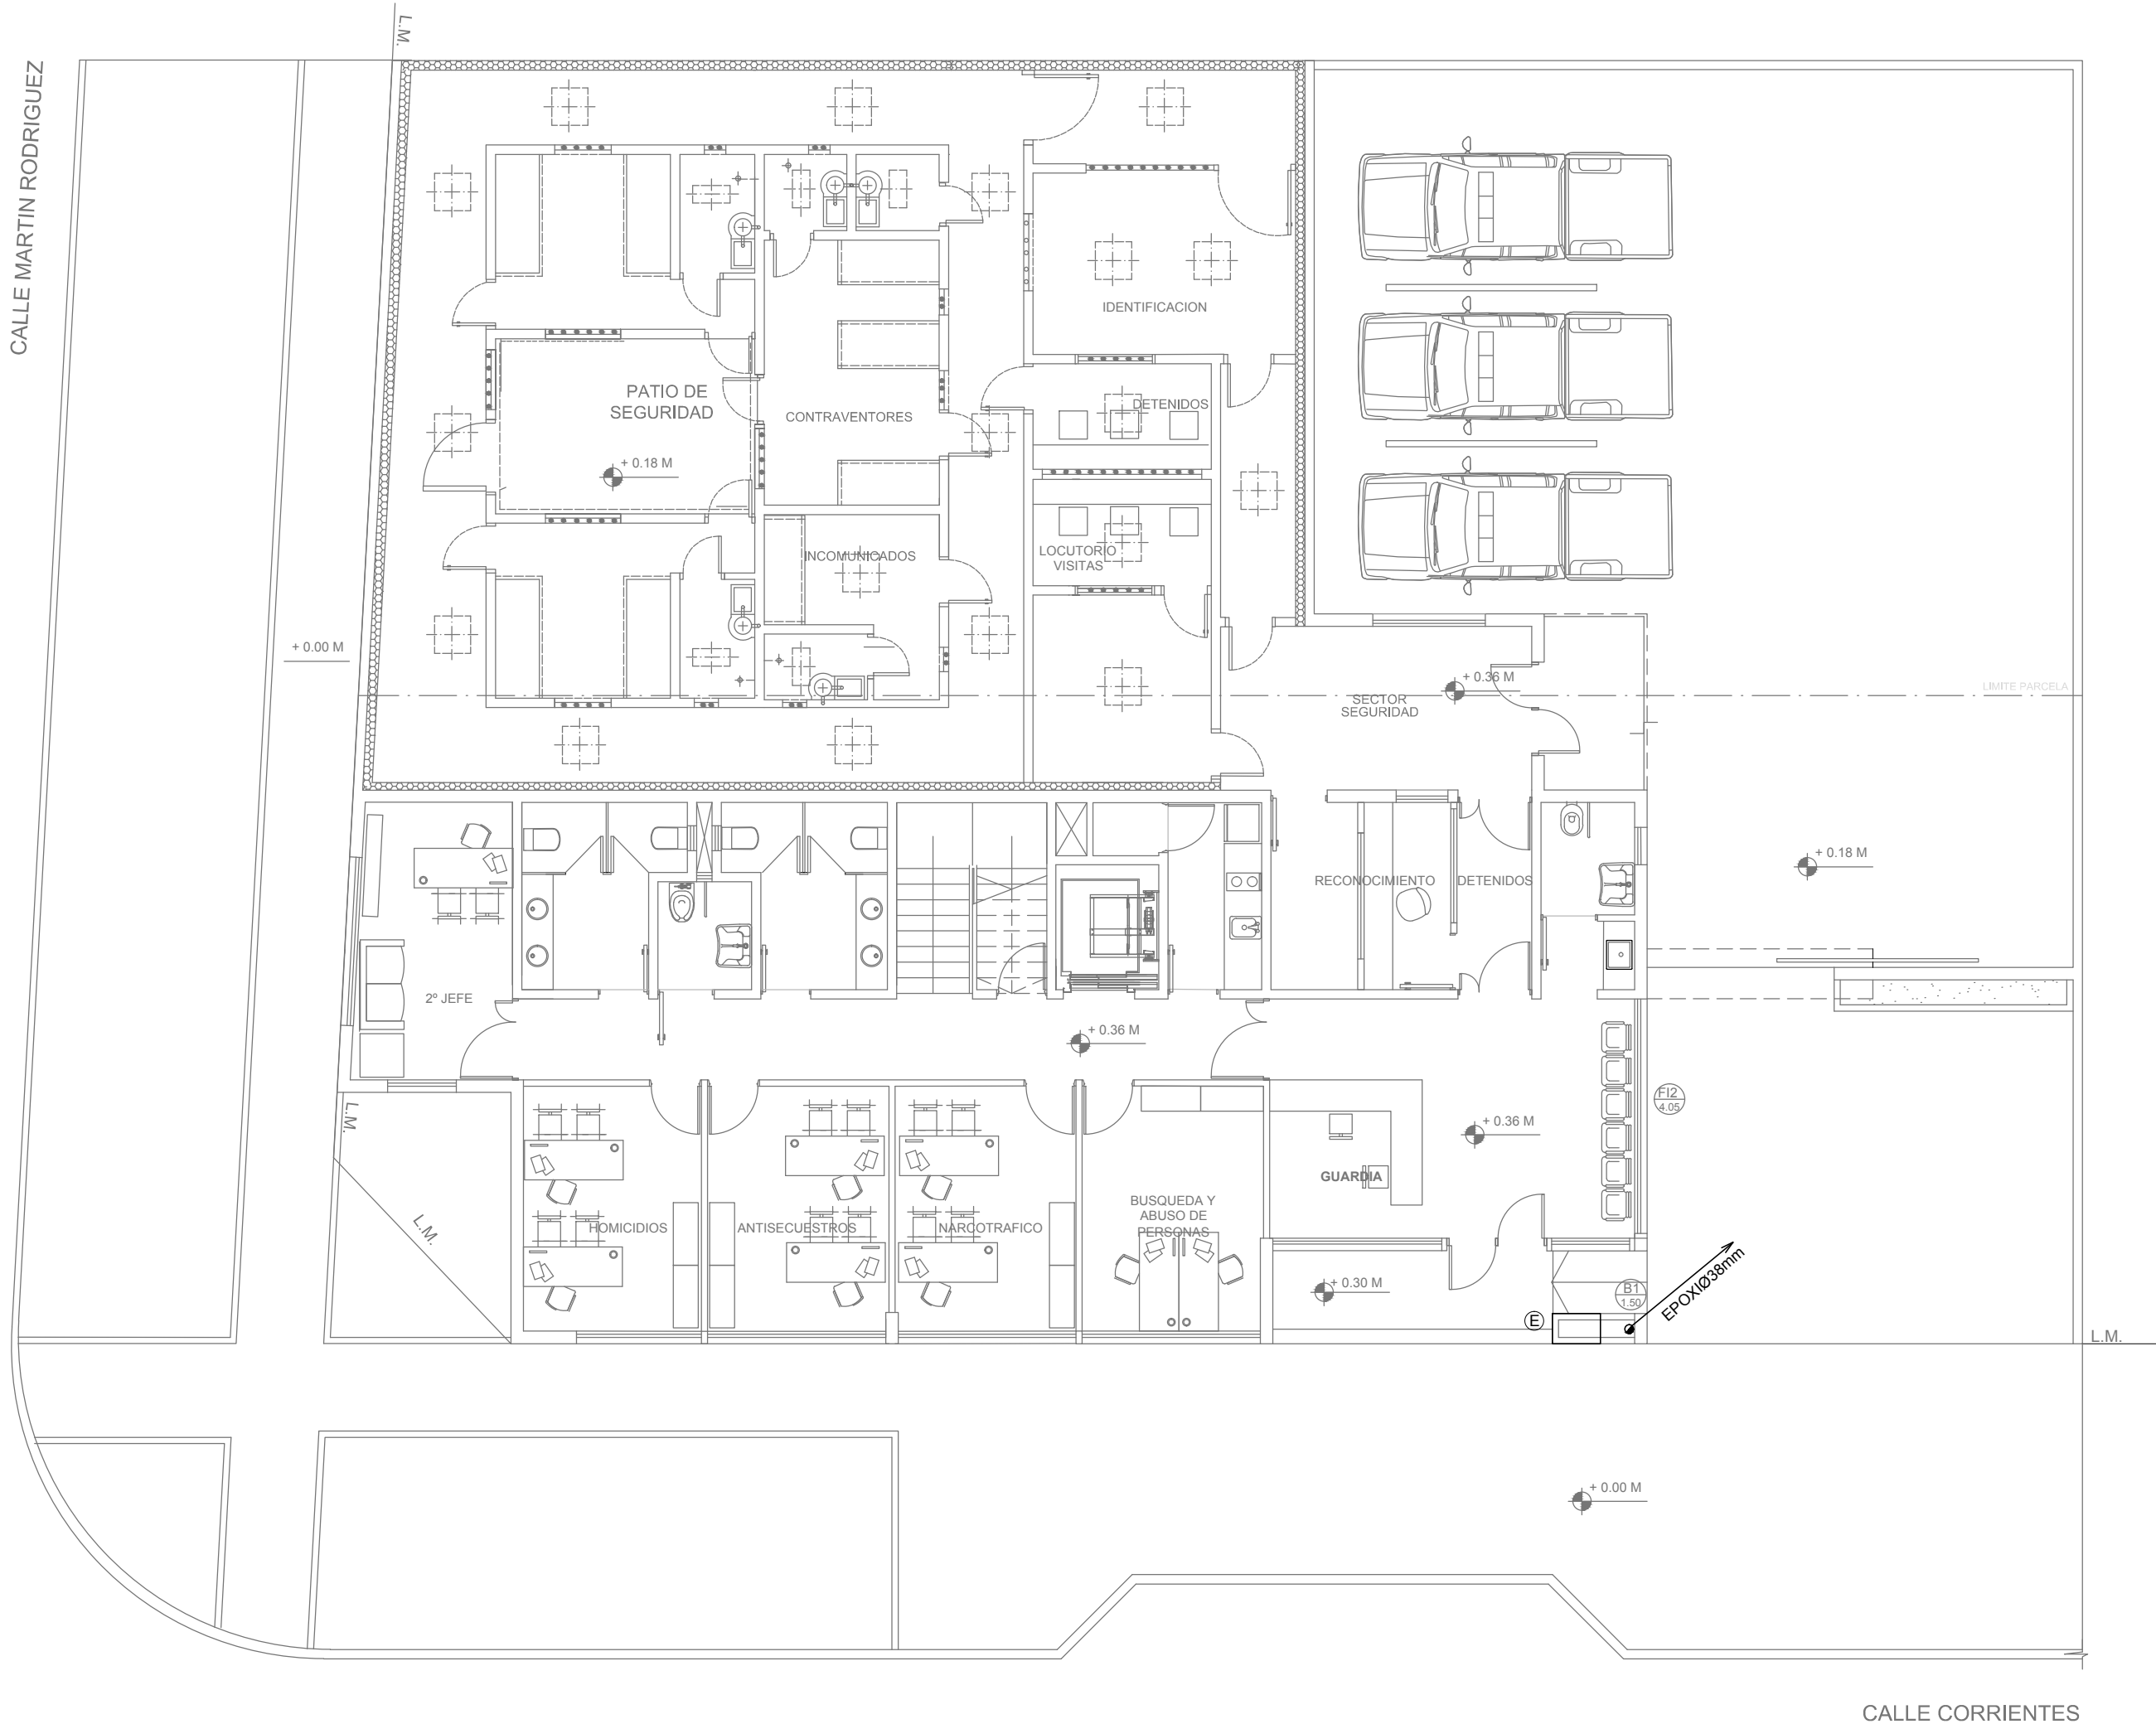 L.M.
CALLE MARTIN RODRIGUEZ
IDENTIFICACION
PATIO DE
SEGURIDAD
DETENIDOS
CONTRAVENTORES
+ 0.18 M
LOCUTORIO
VISITAS
INCOMUNICADOS
+ 0.00 M
+ 0.36 M
LIMITE PARCELA
SECTOR
SEGURIDAD
+ 0.18 M
RECONOCIMIENTO
DETENIDOS
2º JEFE
+ 0.36 M
FI2
4.05
L.M.
+ 0.36 M
GUARDIA
BUSQUEDA Y
ABUSO DE
PERSONAS
L.M.
HOMICIDIOS
ANTISECUESTROS
NARCOTRAFICO
+ 0.30 M
B1
1.50
EPOXIØ38mm
E
L.M.
+ 0.00 M
CALLE CORRIENTES